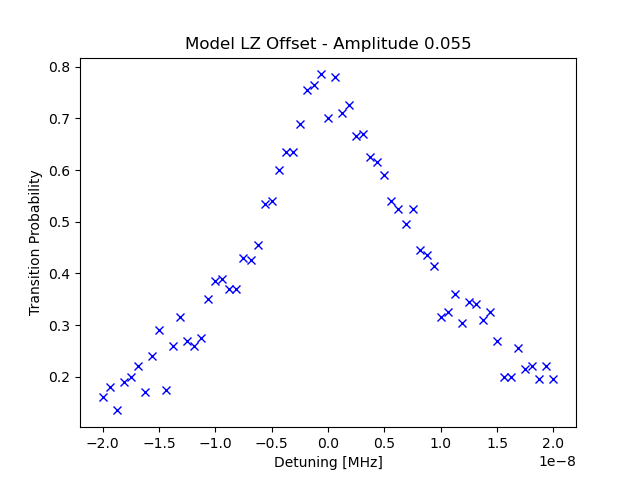 Model LZ Offset - Amplitude 0.055
0.8
0.7
0.6
0.5
0.4
0.3
0.2
Transition Probability
−2.0 −1.5 −1.0 −0.5 0.0 0.5 1.0 1.5 2.0
Detuning [MHz]
1e−8